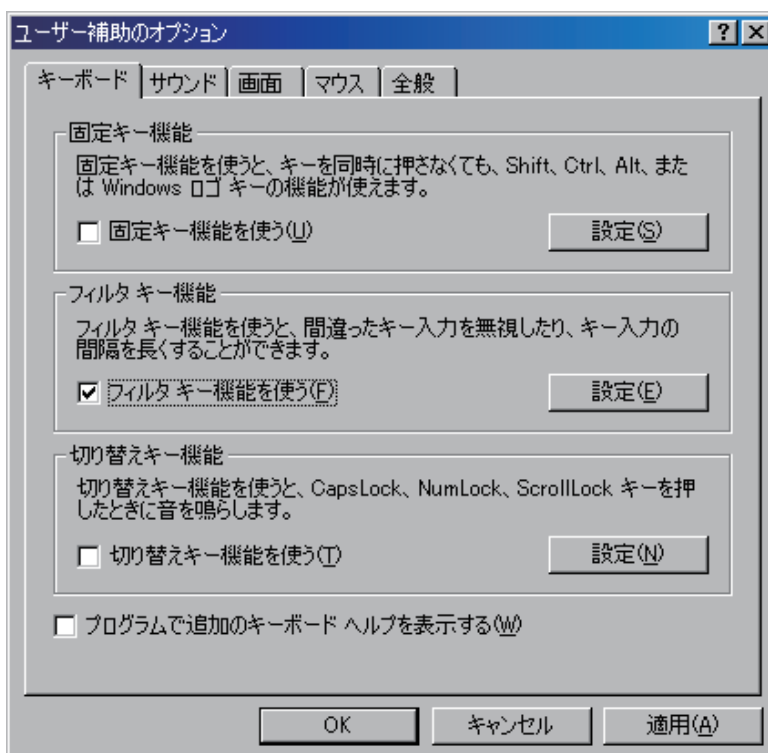 ユーザー補助のオプション
キーボード サウンド 画面 マウス 全般
固定キー機能
固定キー機能を使うと、キーを同時に押さなくても、Shift、Ctrl、Alt、また
は Windows ロゴ キーの機能が使えます。
固定キー機能を使う(U) 設定(S)
フィルタ キー機能
フィルタ キー機能を使うと、間違ったキー入力を無視したり、キー入力の
間隔を長くすることができます。
フィルタ キー機能を使う(F) 設定(E)
切り替えキー機能
切り替えキー機能を使うと、CapsLock、NumLock、ScrollLock キーを押
したときに音を鳴らします。
切り替えキー機能を使う(T) 設定(N)
プログラムで追加のキーボード ヘルプを表示する(W)
OK キャンセル 適用(A)